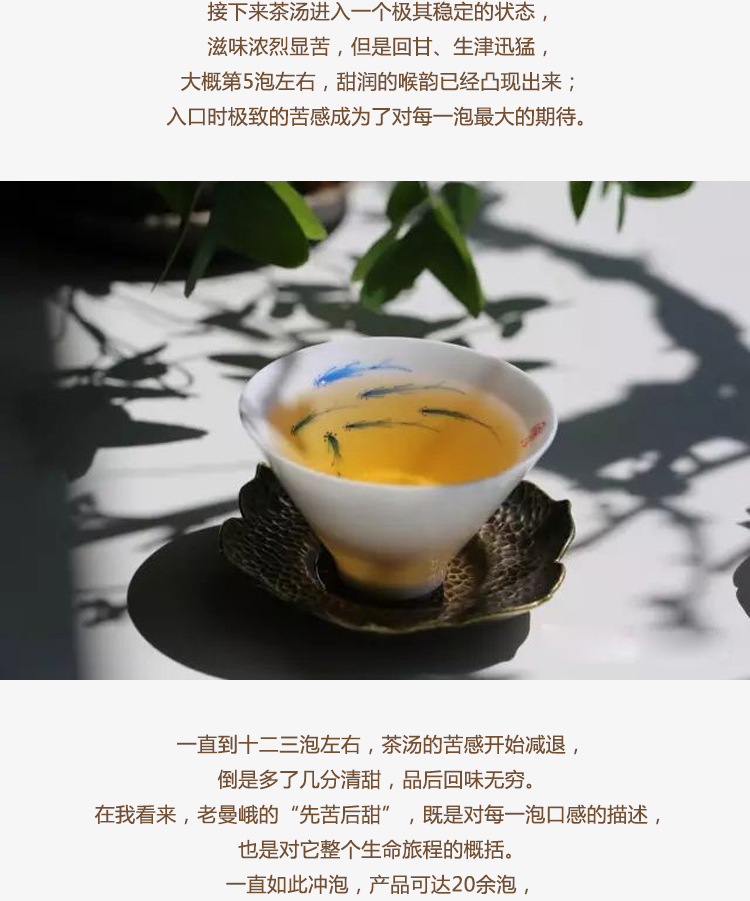 接下来茶汤进入一个极其稳定的状态，
滋味浓烈显苦，但是回甘、生津迅猛，
大概第5泡左右，甜润的喉韵已经凸现出来；
入口时极致的苦感成为了对每一泡最大的期待。
一直到十二三泡左右，茶汤的苦感开始减退，
倒是多了几分清甜，品后回味无穷。
在我看来，老曼峨的“先苦后甜”，既是对每一泡口感的描述，
也是对它整个生命旅程的概括。
一直如此冲泡，产品可达20余泡，